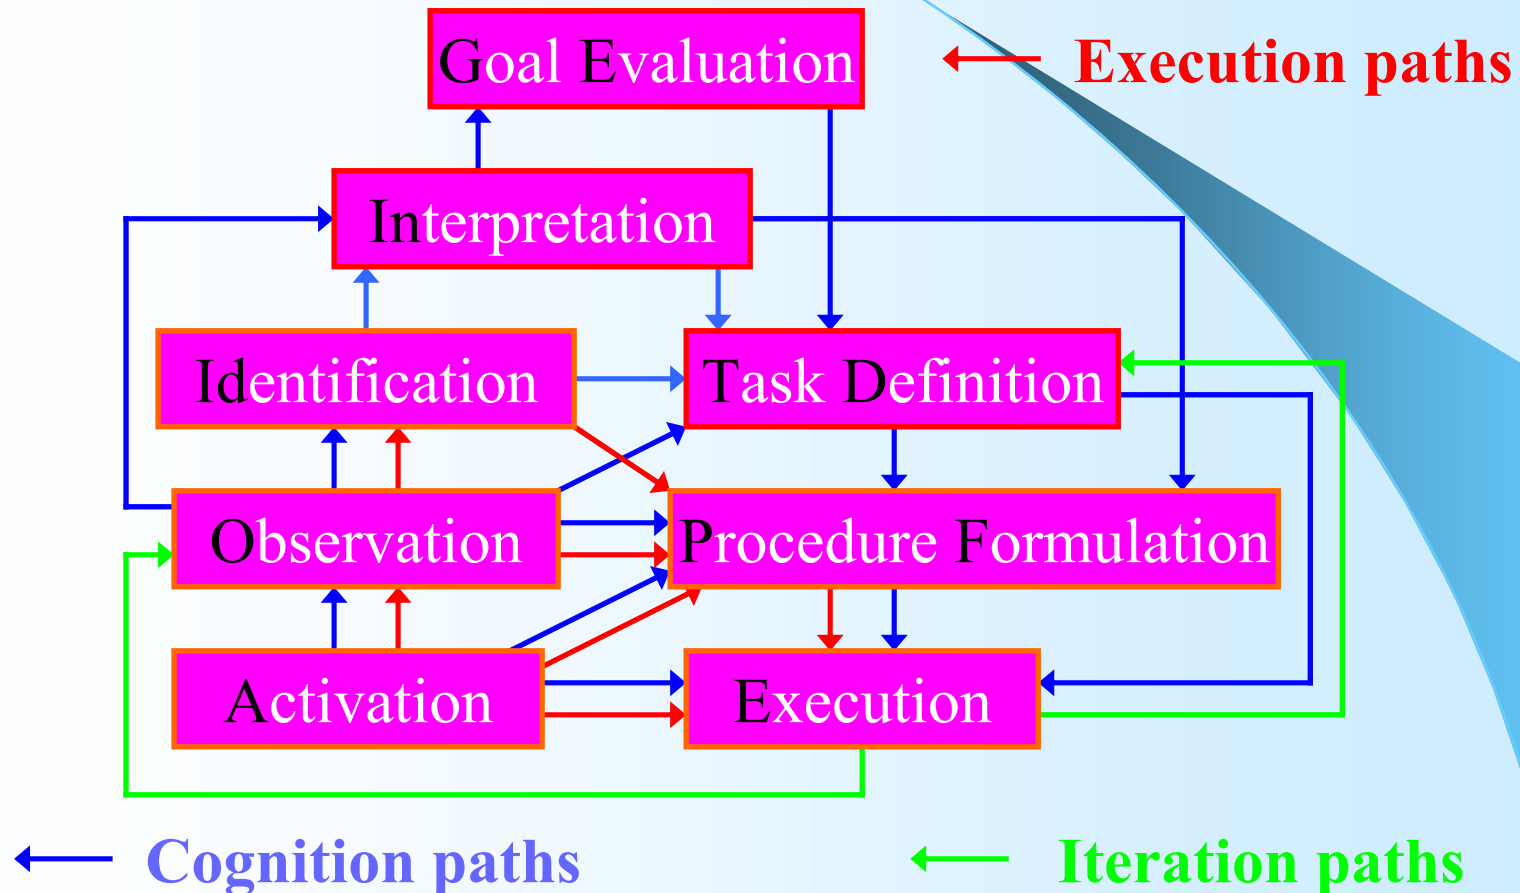 Goal Evaluation
Execution paths
Interpretation
Identification
Task Definition
Observation
Procedure Formulation
Activation
Execution
Cognition paths
Iteration paths